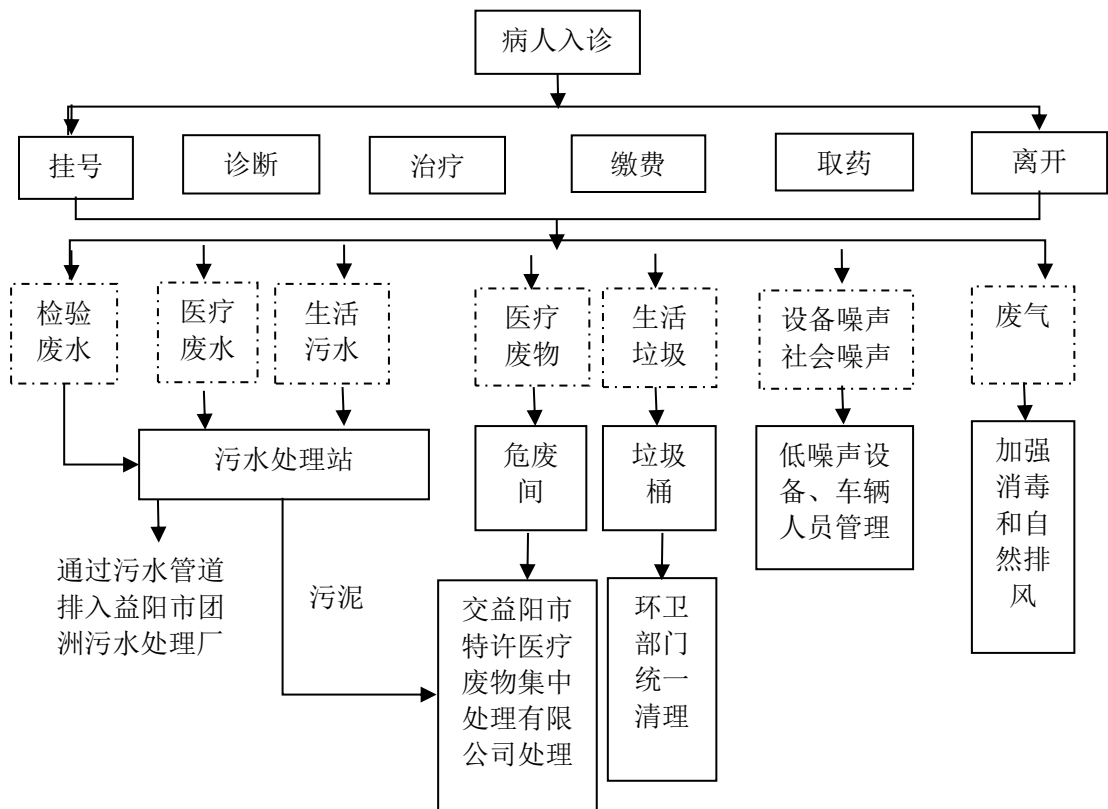 病人入诊
挂号
诊断
治疗
缴费
取药
离开
检验
废水
医疗
废水
生活
污水
医疗
废物
生活
垃圾
设备噪声
社会噪声
废气
污水处理站
危废
间
垃圾
桶
低噪声设
备、车辆
人员管理
加强
消毒
和自
然排
风
通过污水管道
排入益阳市团
洲污水处理厂
污泥
交益阳市
特许医疗
废物集中
处理有限
公司处理
环卫
部门
统一
清理